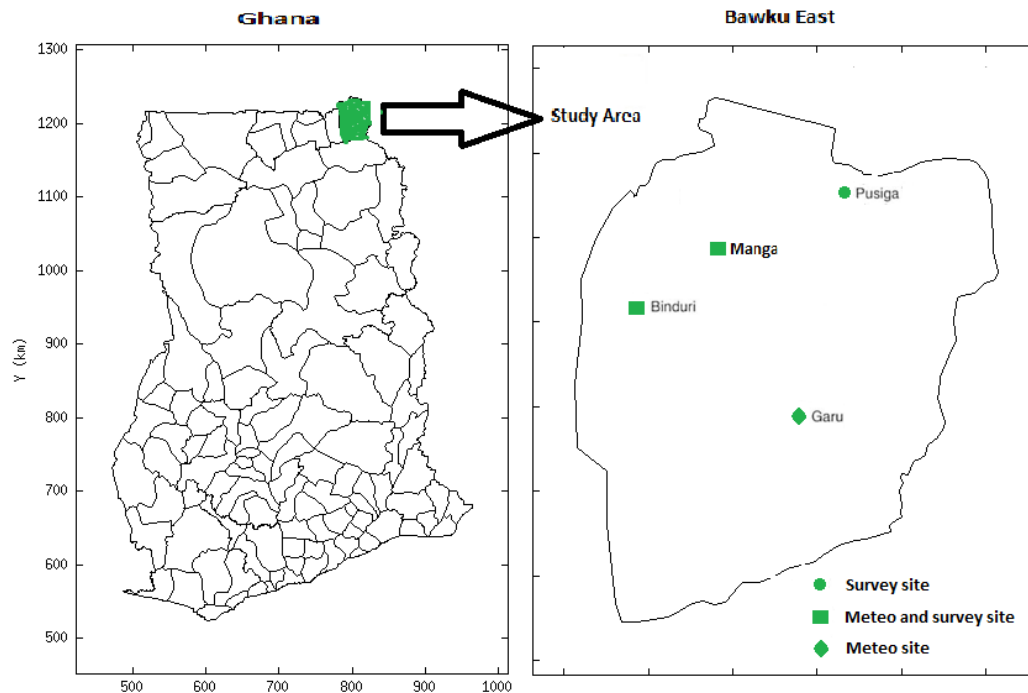 Ghana
1300
1200
1100
1000
900
800
700
600
500
Y (km)
500
600
700
800
900
1000
Bawku East
Study Area
Pusiga
Manga
Binduri
Garu
Survey site
Meteo and survey site
Meteo site